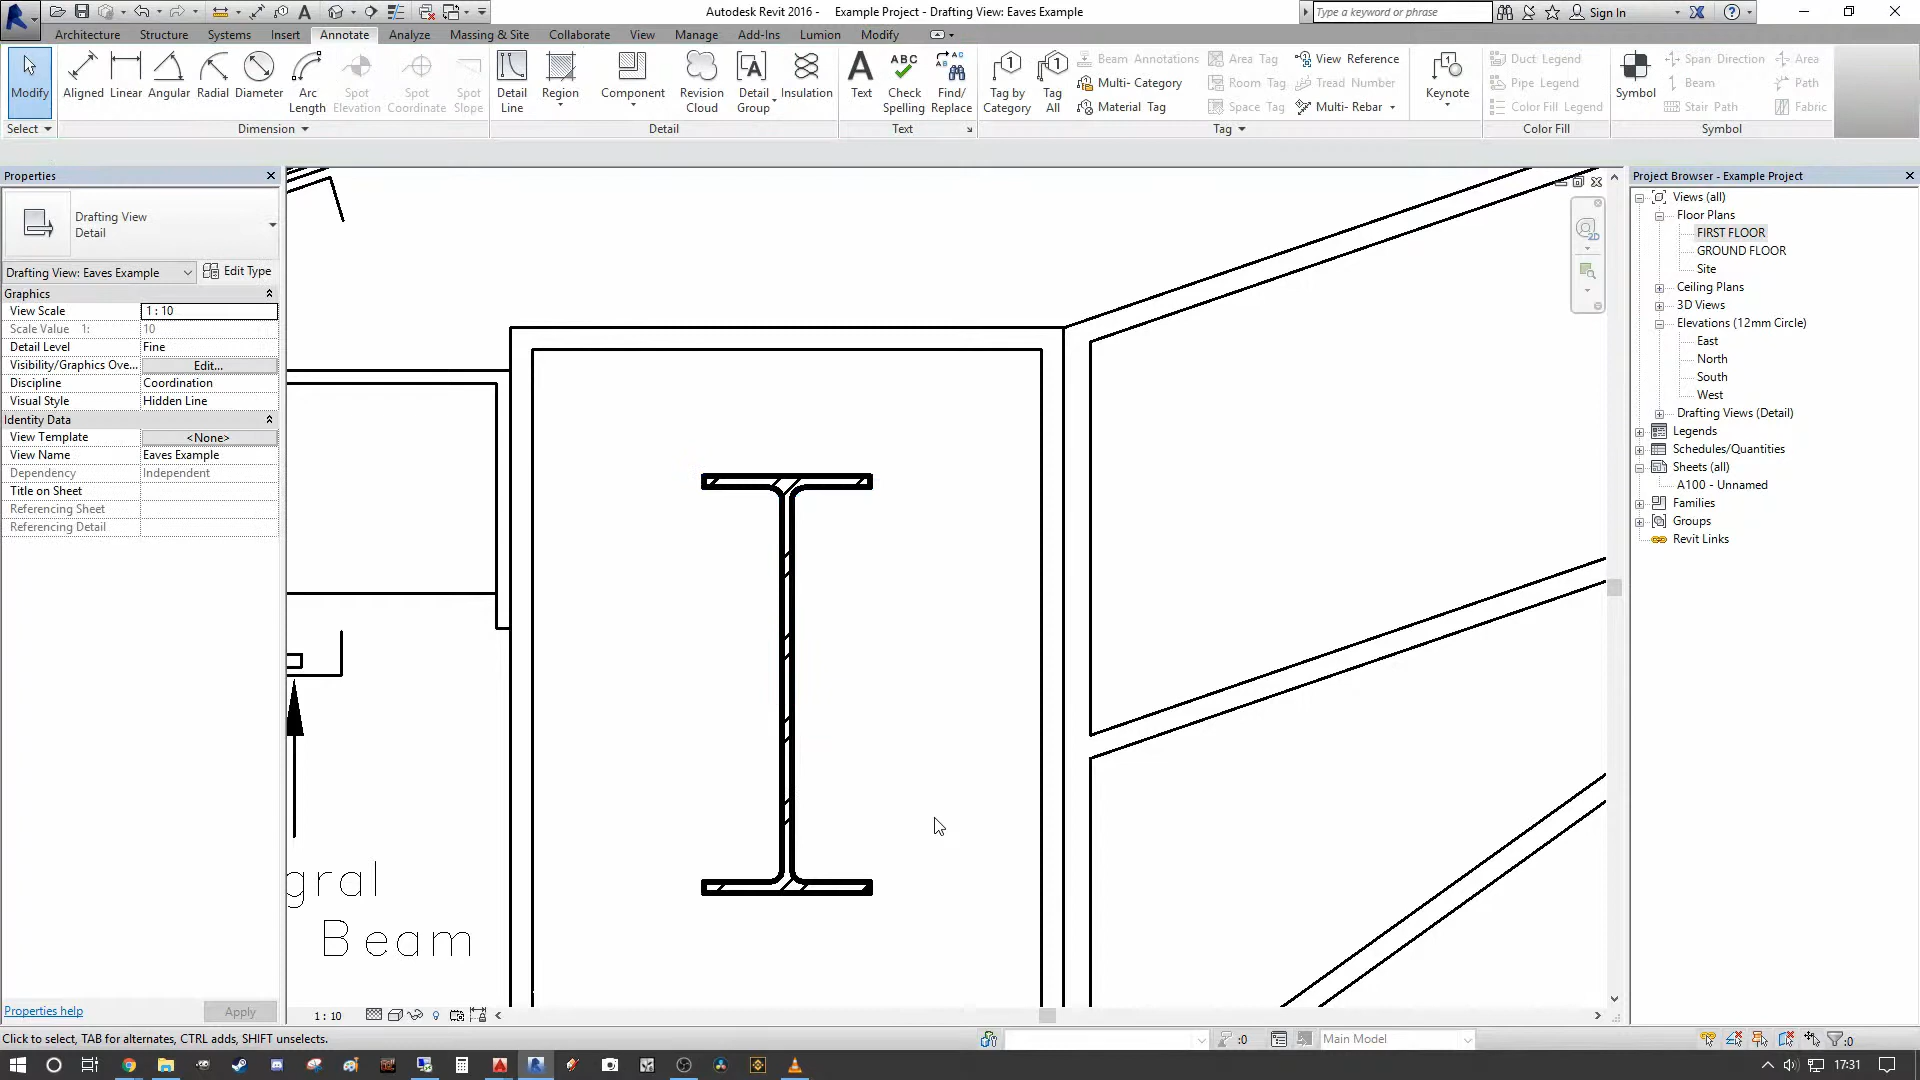 Autodesk Revit 2016 - Example Project - Drafting View: Eaves Example
Type a keyword or phrase
Sign In
Architecture Structure Systems Insert Annotate Analyze Massing & Site Collaborate View Manage Add-Ins Lumion Modify
Modify
Aligned Linear Angular Radial Diameter Arc Length Spot Elevation Spot Coordinate Spot Slope
Detail Line Region Component Revision Cloud Detail Group Insulation
Text ABC Check Spelling Find/ Replace
Tag by Category Tag All
Beam Annotations Area Tag View Reference
Multi- Category Room Tag Tread Number
Material Tag Space Tag Multi- Rebar
Keynote
Duct Legend
Pipe Legend
Color Fill Legend
Symbol
Span Direction Area
Beam Path
Stair Path Fabric
Select Dimension Detail Text Tag Color Fill Symbol
Properties
Drafting View
Detail
Drafting View: Eaves Example Edit Type
Graphics
View Scale 1 : 10
Scale Value 1: 10
Detail Level Fine
Visibility/Graphics Ove... Edit...
Discipline Coordination
Visual Style Hidden Line
Identity Data
View Template <None>
View Name Eaves Example
Dependency Independent
Title on Sheet
Referencing Sheet
Referencing Detail
Properties help Apply
gral
Beam
2D
Project Browser - Example Project
Views (all)
Floor Plans
FIRST FLOOR
GROUND FLOOR
Site
Ceiling Plans
3D Views
Elevations (12mm Circle)
East
North
South
West
Drafting Views (Detail)
Legends
Schedules/Quantities
Sheets (all)
A100 - Unnamed
Families
Groups
Revit Links
1 : 10
Click to select, TAB for alternates, CTRL adds, SHIFT unselects.
:0
Main Model
:0
17:31